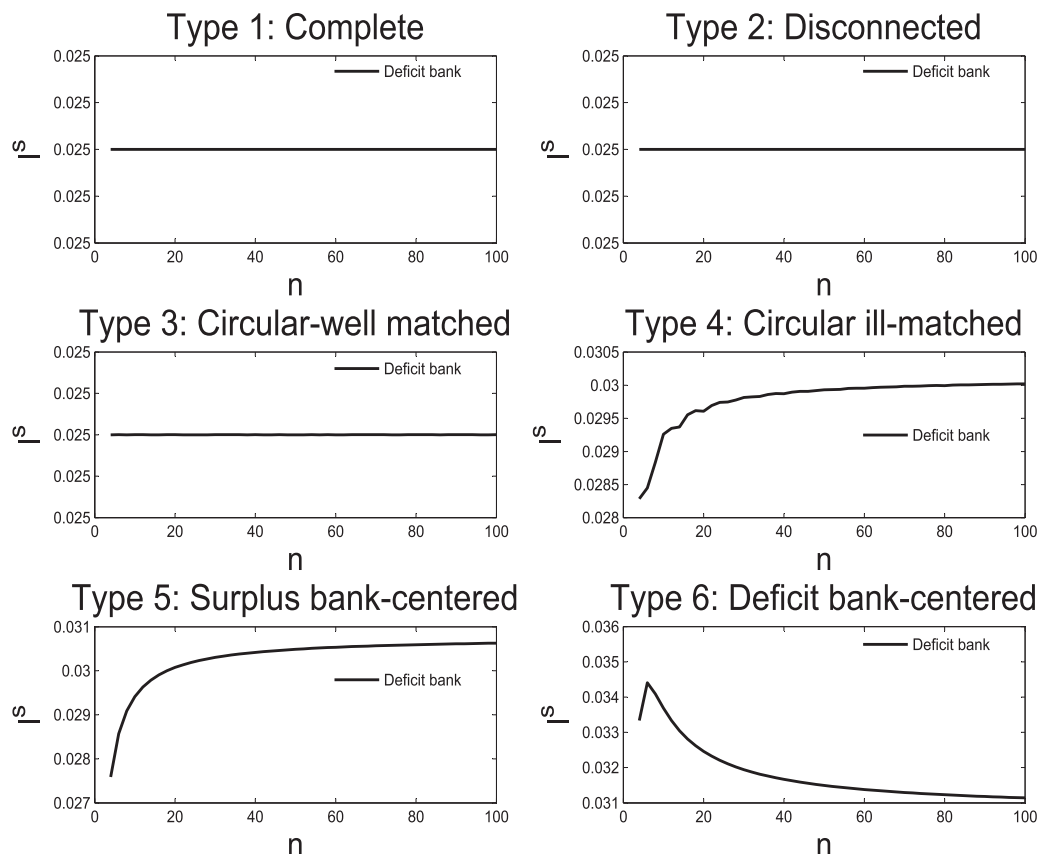 Type 1: Complete
0.025
Deficit bank
0.025
I^s
0.025
0.025
0.025
0 20 40 60 80 100
n
Type 2: Disconnected
0.025
Deficit bank
0.025
I^s
0.025
0.025
0.025
0 20 40 60 80 100
n
Type 3: Circular-well matched
0.025
Deficit bank
0.025
I^s
0.025
0.025
0.025
0 20 40 60 80 100
n
Type 4: Circular ill-matched
0.0305
0.03
0.0295
I^s
Deficit bank
0.029
0.0285
0.028
0 20 40 60 80 100
n
Type 5: Surplus bank-centered
0.031
0.03
Deficit bank
I^s
0.029
0.028
0.027
0 20 40 60 80 100
n
Type 6: Deficit bank-centered
0.036
Deficit bank
0.035
0.034
I^s
0.033
0.032
0.031
0 20 40 60 80 100
n